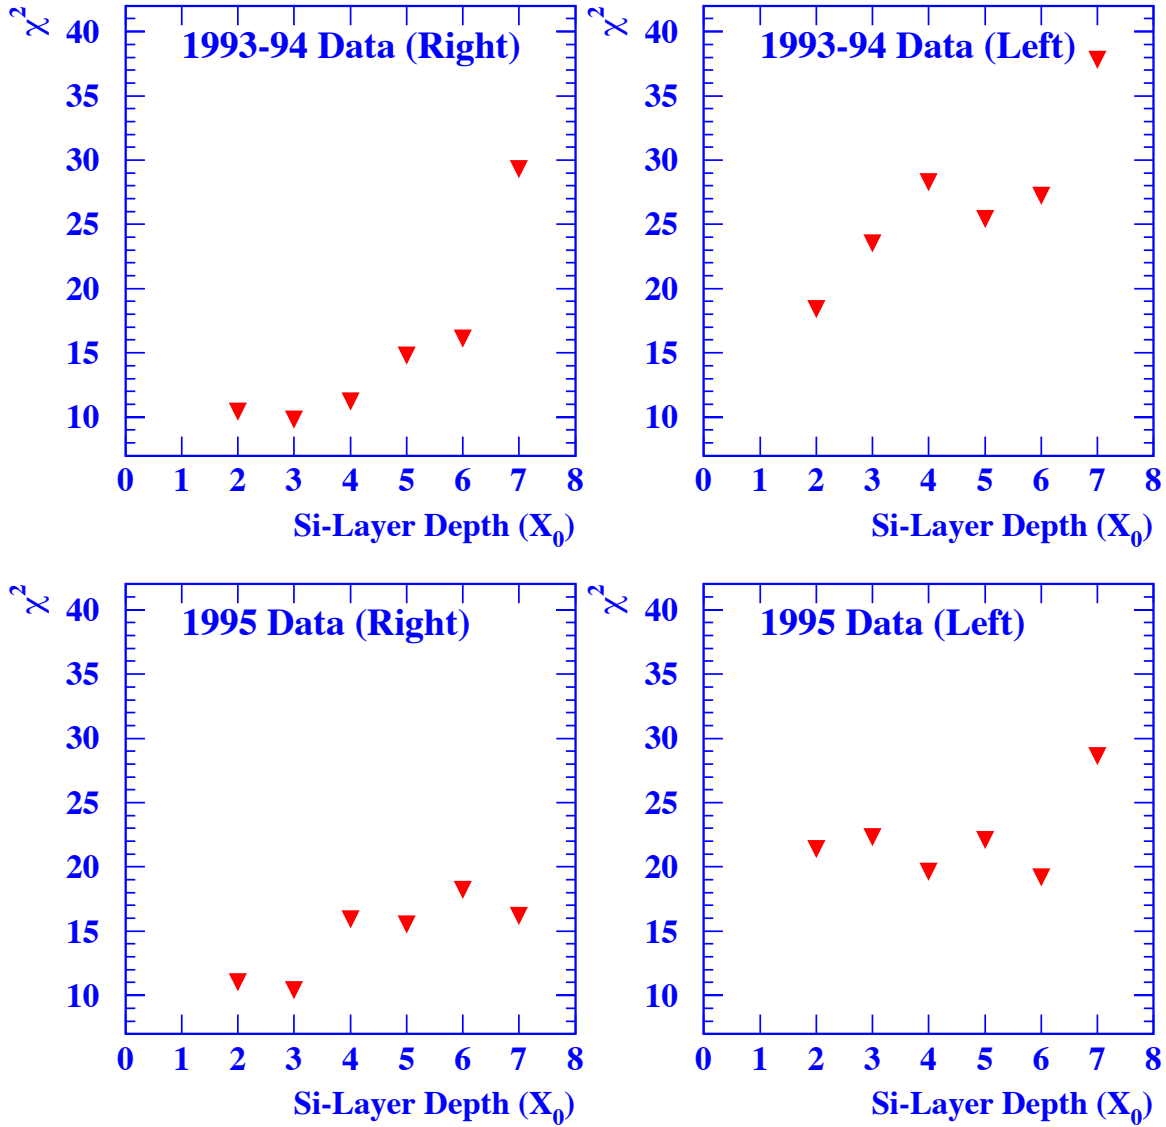 χ²
1993-94 Data (Right)
40
35
30
25
20
15
10
0 1 2 3 4 5 6 7 8
Si-Layer Depth (X₀)
χ²
1993-94 Data (Left)
40
35
30
25
20
15
10
0 1 2 3 4 5 6 7 8
Si-Layer Depth (X₀)
χ²
1995 Data (Right)
40
35
30
25
20
15
10
0 1 2 3 4 5 6 7 8
Si-Layer Depth (X₀)
χ²
1995 Data (Left)
40
35
30
25
20
15
10
0 1 2 3 4 5 6 7 8
Si-Layer Depth (X₀)